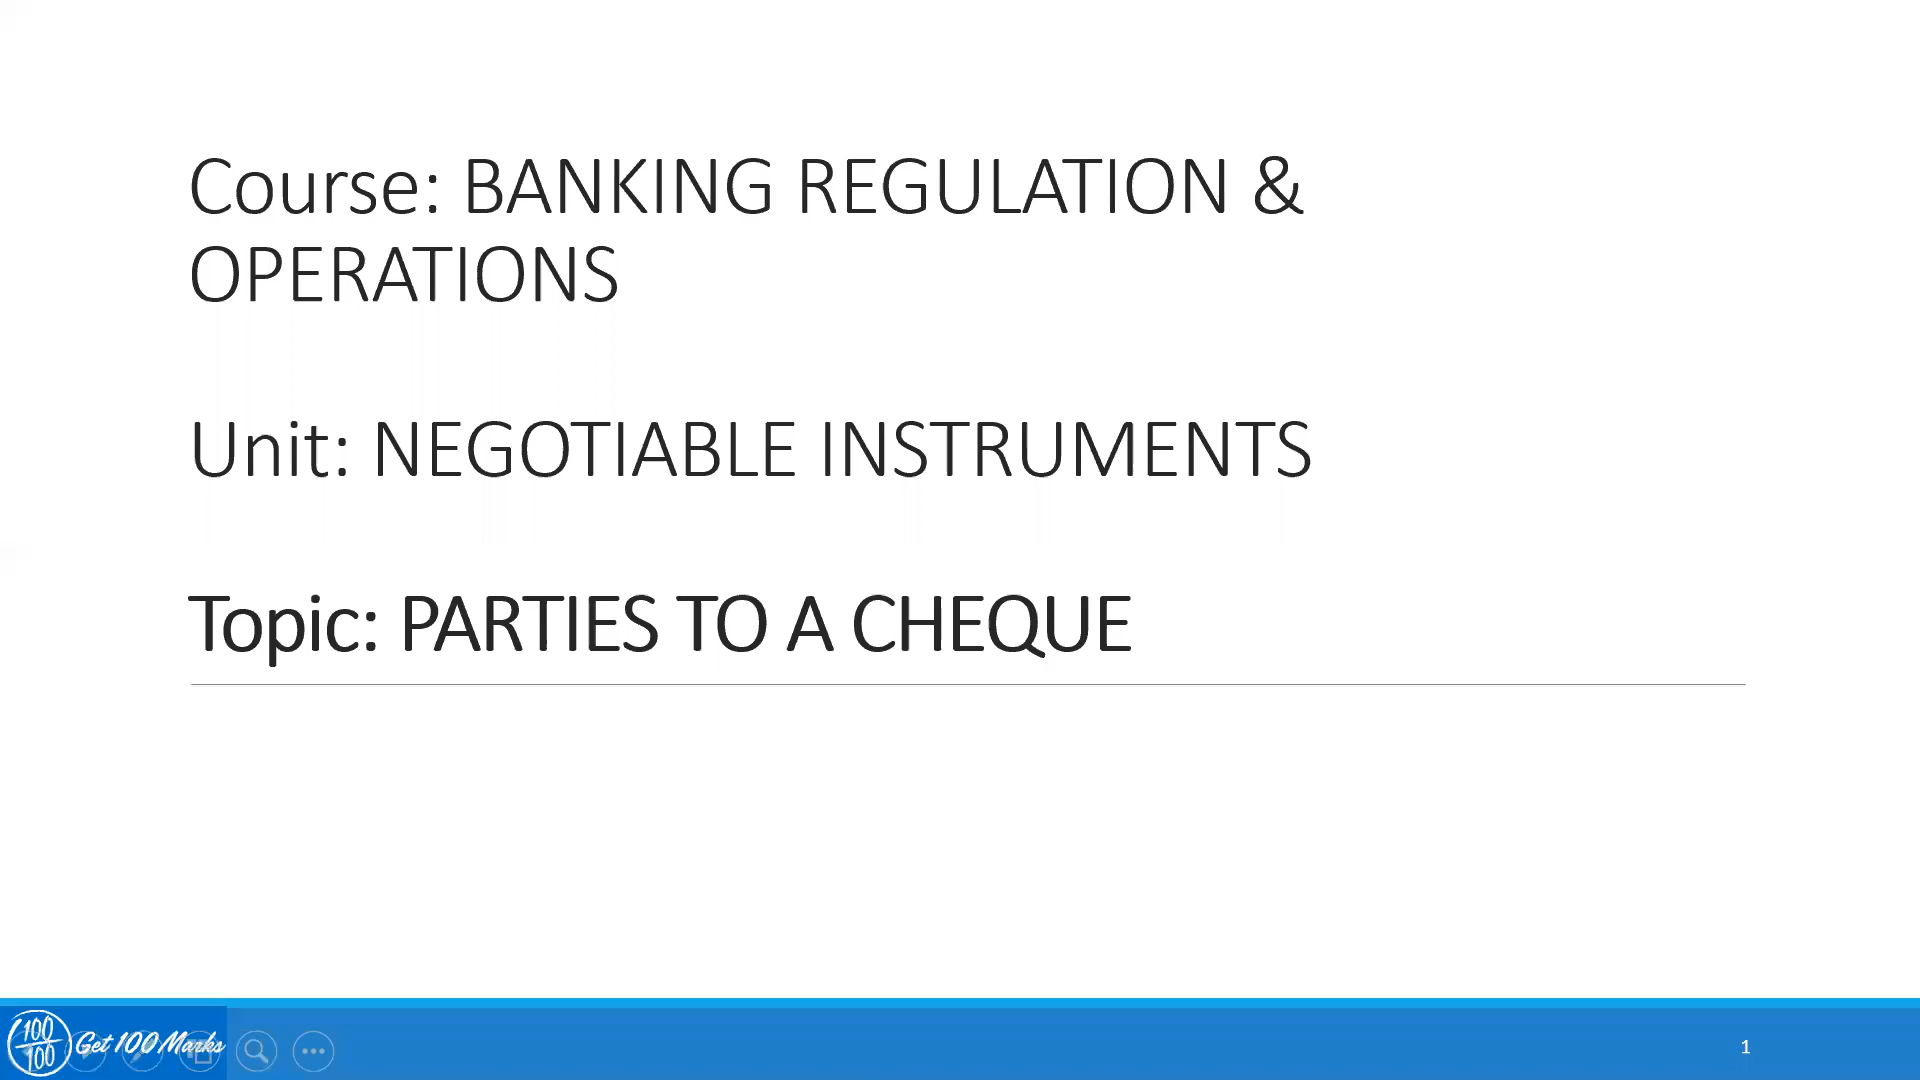 Course: BANKING REGULATION &
OPERATIONS
Unit: NEGOTIABLE INSTRUMENTS
Topic: PARTIES TO A CHEQUE
100
100
Get 100 Marks
1